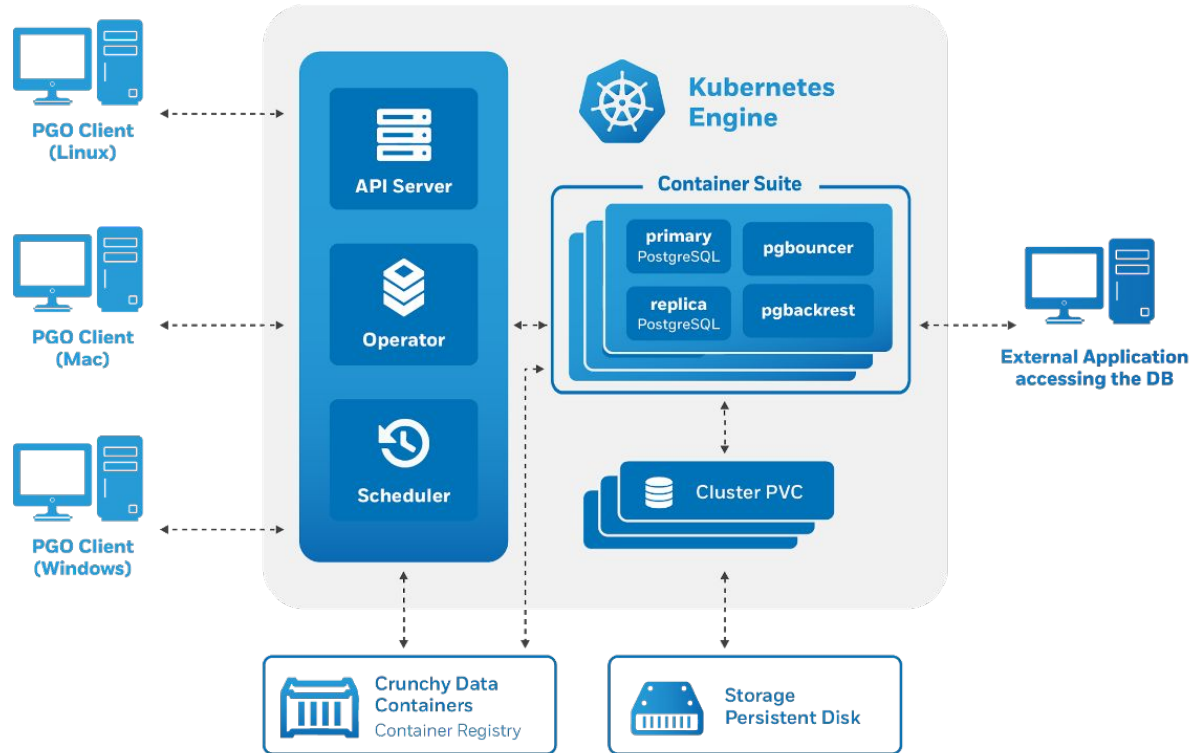 PGO Client
(Linux)
PGO Client
(Mac)
PGO Client
(Windows)
API Server
Operator
Scheduler
Kubernetes
Engine
Container Suite
primary
PostgreSQL
pgbouncer
replica
PostgreSQL
pgbackrest
Cluster PVC
External Application
accessing the DB
Crunchy Data
Containers
Container Registry
Storage
Persistent Disk